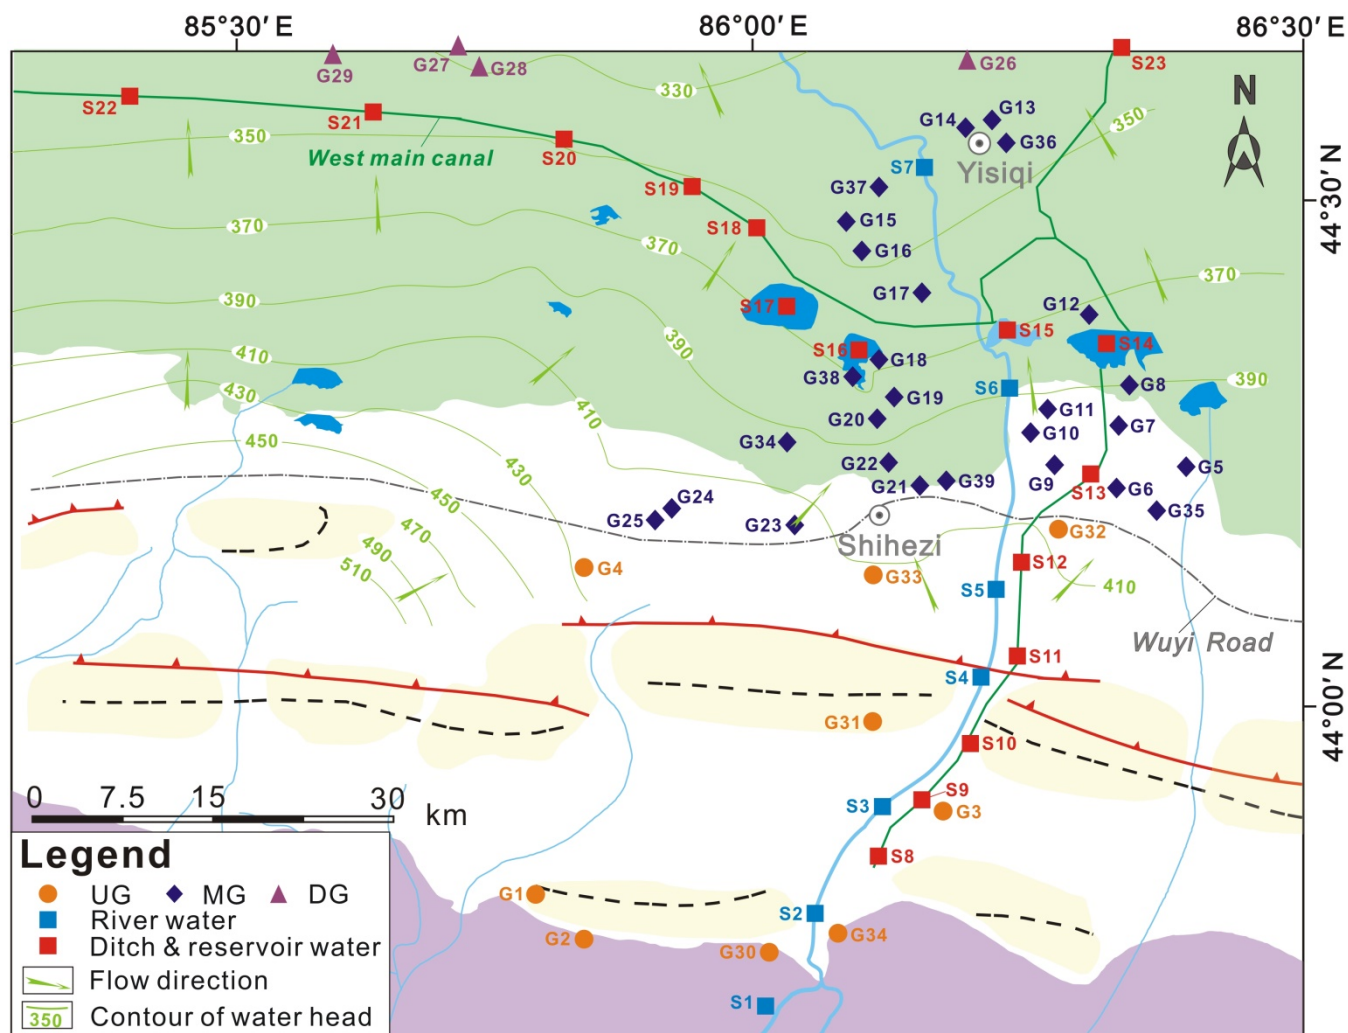 85°30′ E
86°00′ E
86°30′ E
G29
G27
G28
G26
S23
S22
S21
S20
330
350
350
West main canal
G14
G13
G36
Yisiqi
N
S7
44°30′ N
S19
G37
G15
S18
G16
370
370
370
S17
G17
G12
390
S15
S14
S16
G18
390
410
G38
S6
G8
390
430
G19
G11
410
G20
G10
G7
450
G34
430
G22
G9
G5
450
G24
G21
G39
S13
G6
G25
G23
G35
470
490
510
Shihezi
G32
G4
G33
S12
S5
410
Wuyi Road
S11
S4
44°00′ N
G31
S10
0 7.5 15 30 km
S9
S3
G3
S8
Legend
UG MG DG
River water
Ditch & reservoir water
Flow direction
350 Contour of water head
G1
S2
G2
G30
G34
S1